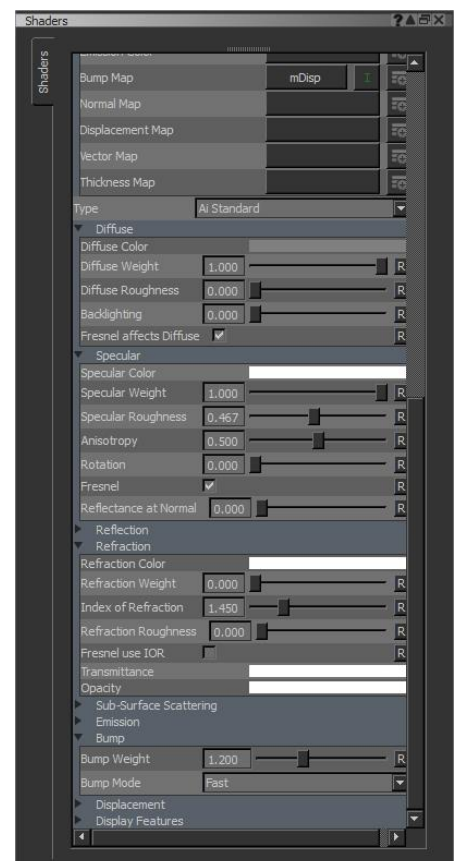 Shaders
Shaders
Emission Color
Bump Map mDisp I
Normal Map
Displacement Map
Vector Map
Thickness Map
Type Ai Standard
Diffuse
Diffuse Color
Diffuse Weight 1.000 R
Diffuse Roughness 0.000 R
Backlighting 0.000 R
Fresnel affects Diffuse R
Specular
Specular Color
Specular Weight 1.000 R
Specular Roughness 0.467 R
Anisotropy 0.500 R
Rotation 0.000 R
Fresnel R
Reflectance at Normal 0.000 R
Reflection
Refraction
Refraction Color
Refraction Weight 0.000 R
Index of Refraction 1.450 R
Refraction Roughness 0.000 R
Fresnel use IOR R
Transmittance
Opacity
Sub-Surface Scattering
Emission
Bump
Bump Weight 1.200 R
Bump Mode Fast
Displacement
Display Features